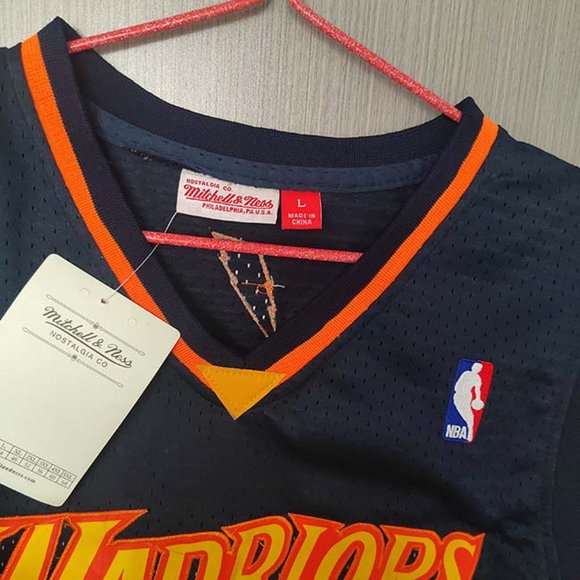 NOSTALGIA CO.
Mitchell & Ness
PHILADELPHIA, PA. U.S.A.
L
MADE IN
CHINA
Mitchell & Ness
NOSTALGIA CO.
NBA
WARRIORS